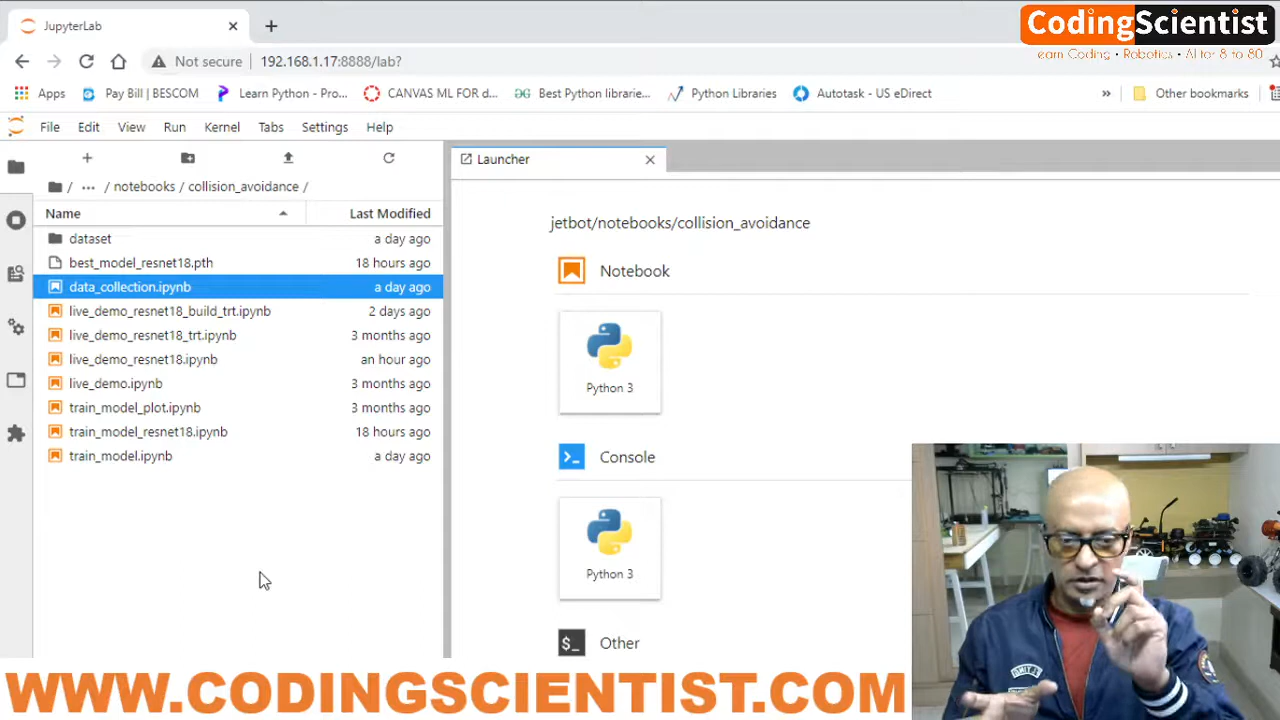 JupyterLab
CodingScientist
earn Coding • Robotics • AI for 8 to 80
Not secure 192.168.1.17:8888/lab?
Apps Pay Bill | BESCOM Learn Python - Pro... CANVAS ML FOR d... Best Python librarie... Python Libraries Autotask - US eDirect » Other bookmarks
File Edit View Run Kernel Tabs Settings Help
Launcher
/ ... / notebooks / collision_avoidance /
Name Last Modified
dataset a day ago
best_model_resnet18.pth 18 hours ago
data_collection.ipynb a day ago
live_demo_resnet18_build_trt.ipynb 2 days ago
live_demo_resnet18_trt.ipynb 3 months ago
live_demo_resnet18.ipynb an hour ago
live_demo.ipynb 3 months ago
train_model_plot.ipynb 3 months ago
train_model_resnet18.ipynb 18 hours ago
train_model.ipynb a day ago
jetbot/notebooks/collision_avoidance
Notebook
Python 3
Console
Python 3
$_ Other
WWW.CODINGSCIENTIST.COM